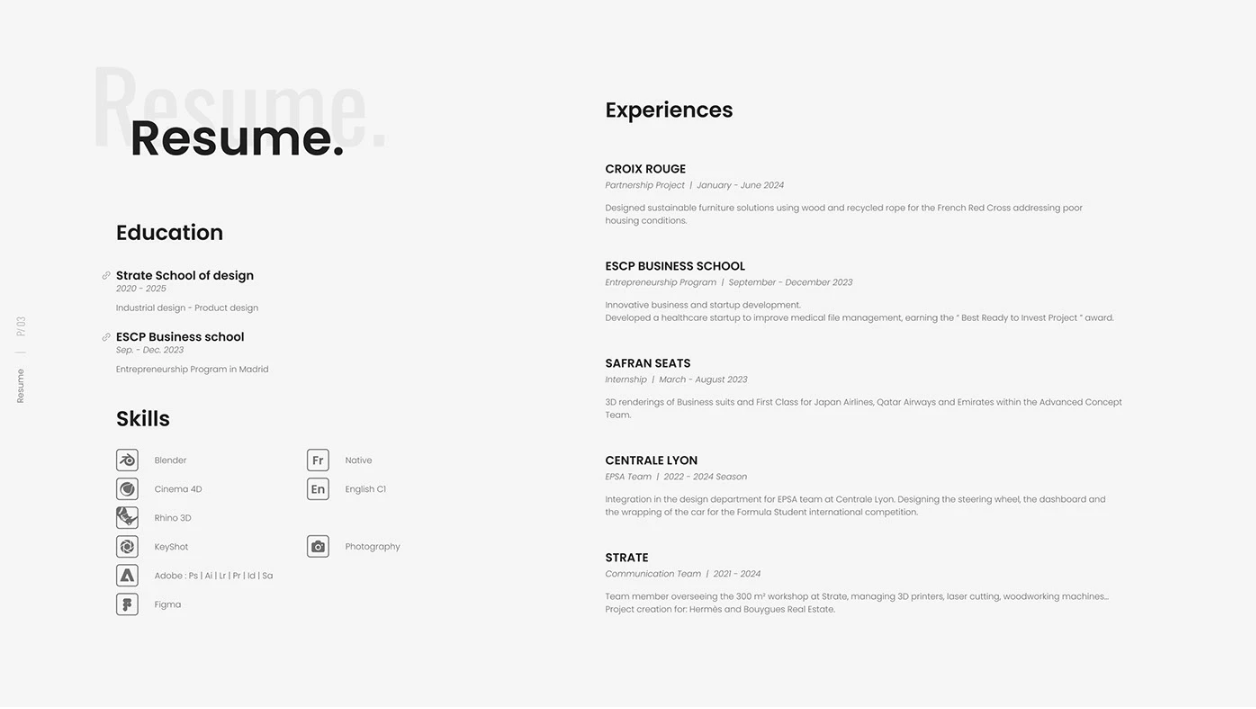 Resume.
Resume.
Education
Strate School of design
2020 - 2025
Industrial design - Product design
ESCP Business school
Sep. - Dec. 2023
Entrepreneurship Program in Madrid
Skills
Blender
Cinema 4D
Rhino 3D
KeyShot
Adobe : Ps | Ai | Lr | Pr | Id | Sa
Figma
Fr Native
En English C1
Photography
Experiences
CROIX ROUGE
Partnership Project | January - June 2024
Designed sustainable furniture solutions using wood and recycled rope for the French Red Cross addressing poor
housing conditions.
ESCP BUSINESS SCHOOL
Entrepreneurship Program | September - December 2023
Innovative business and startup development.
Developed a healthcare startup to improve medical file management, earning the " Best Ready to Invest Project " award.
SAFRAN SEATS
Internship | March - August 2023
3D renderings of Business suits and First Class for Japan Airlines, Qatar Airways and Emirates within the Advanced Concept
Team.
CENTRALE LYON
EPSA Team | 2022 - 2024 Season
Integration in the design department for EPSA team at Centrale Lyon. Designing the steering wheel, the dashboard and
the wrapping of the car for the Formula Student international competition.
STRATE
Communication Team | 2021 - 2024
Team member overseeing the 300 m² workshop at Strate, managing 3D printers, laser cutting, woodworking machines...
Project creation for: Hermès and Bouygues Real Estate.
Resume | P/03